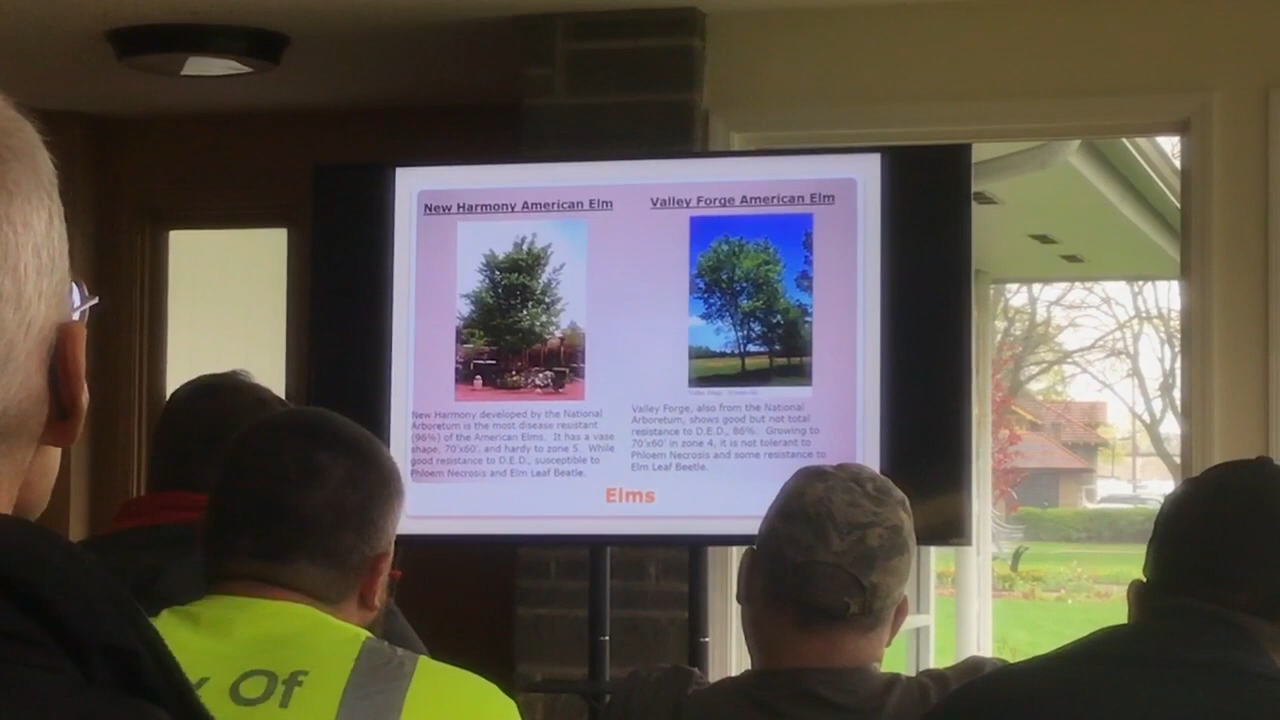 New Harmony American Elm
New Harmony developed by the National
Arboretum is the most disease resistant
(96%) of the American Elms. It has a vase
shape, 70'x60', and hardy to zone 5. While
good resistance to D.E.D., susceptible to
Phloem Necrosis and Elm Leaf Beatle.
Valley Forge American Elm
Valley Forge, also from the National
Arboretum, shows good but not total
resistance to D.E.D., 86%. Growing to
70'x60' in zone 4, it is not tolerant to
Phloem Necrosis and some resistance to
Elm Leaf Beetle.
Elms
y Of